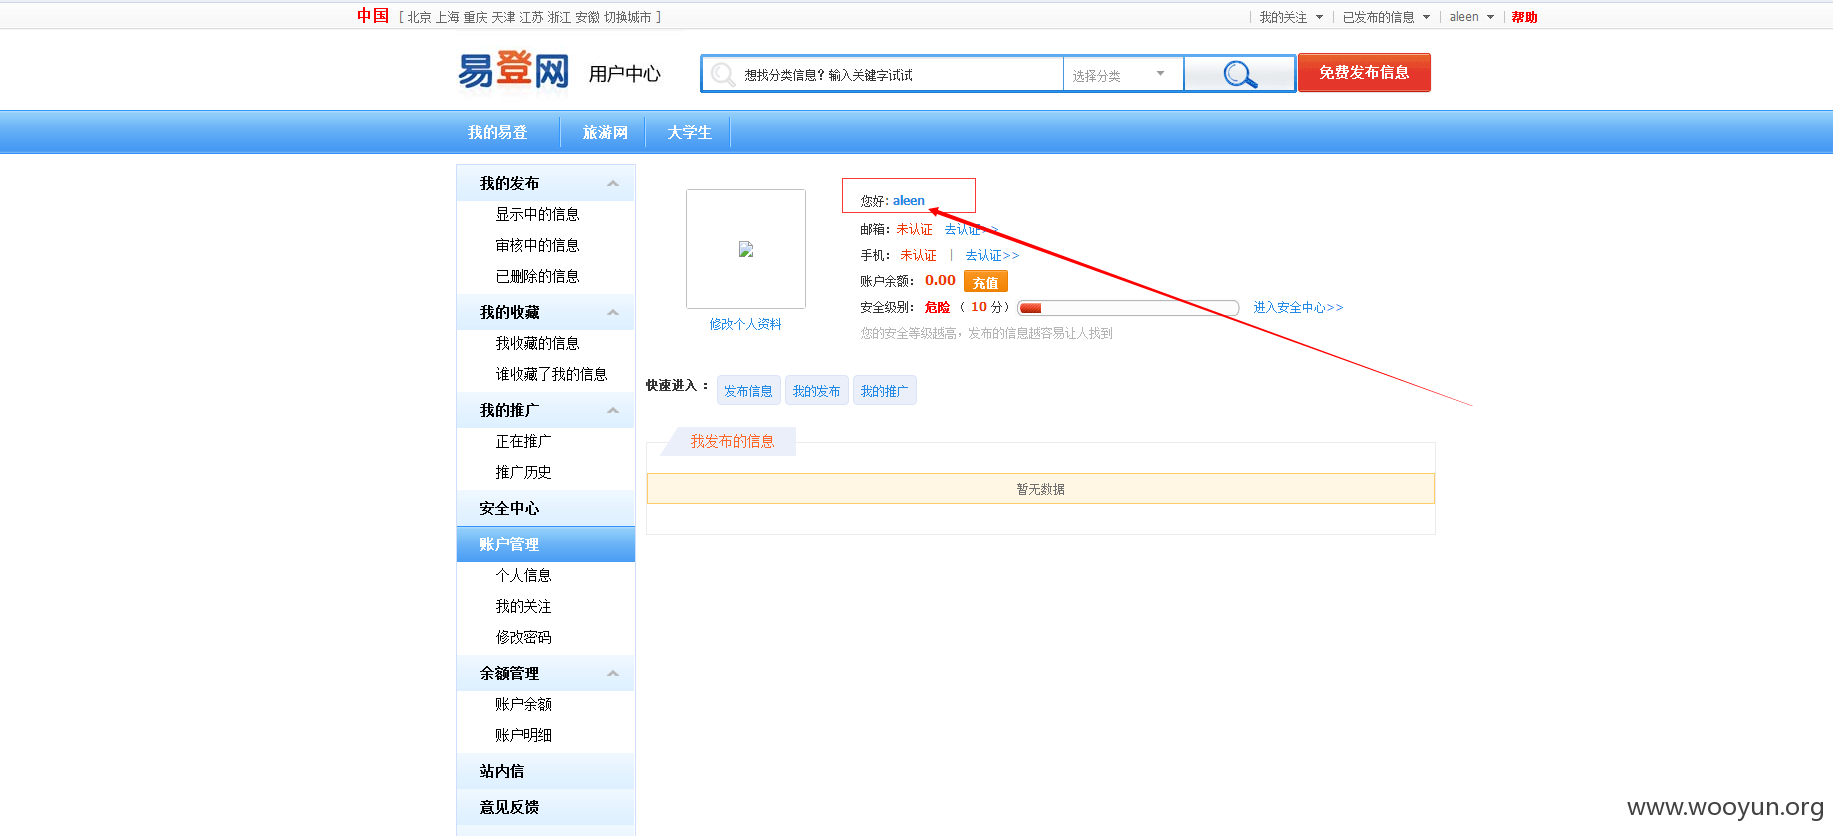 中国 [ 北京 上海 重庆 天津 江苏 浙江 安徽 切换城市 ]
我的关注 已发布的信息 aleen 帮助
易登网 用户中心
想找分类信息？输入关键字试试 选择分类
免费发布信息
我的易登 旅游网 大学生
我的发布
显示中的信息
审核中的信息
已删除的信息
我的收藏
我收藏的信息
谁收藏了我的信息
我的推广
正在推广
推广历史
安全中心
账户管理
个人信息
我的关注
修改密码
余额管理
账户余额
账户明细
站内信
意见反馈
修改个人资料
您好: aleen
邮箱： 未认证 去认证>>
手机： 未认证 | 去认证>>
账户余额： 0.00 充值
安全级别： 危险 （ 10 分） 进入安全中心>>
您的安全等级越高，发布的信息越容易让人找到
快速进入 ： 发布信息 我的发布 我的推广
我发布的信息
暂无数据
www.wooyun.org